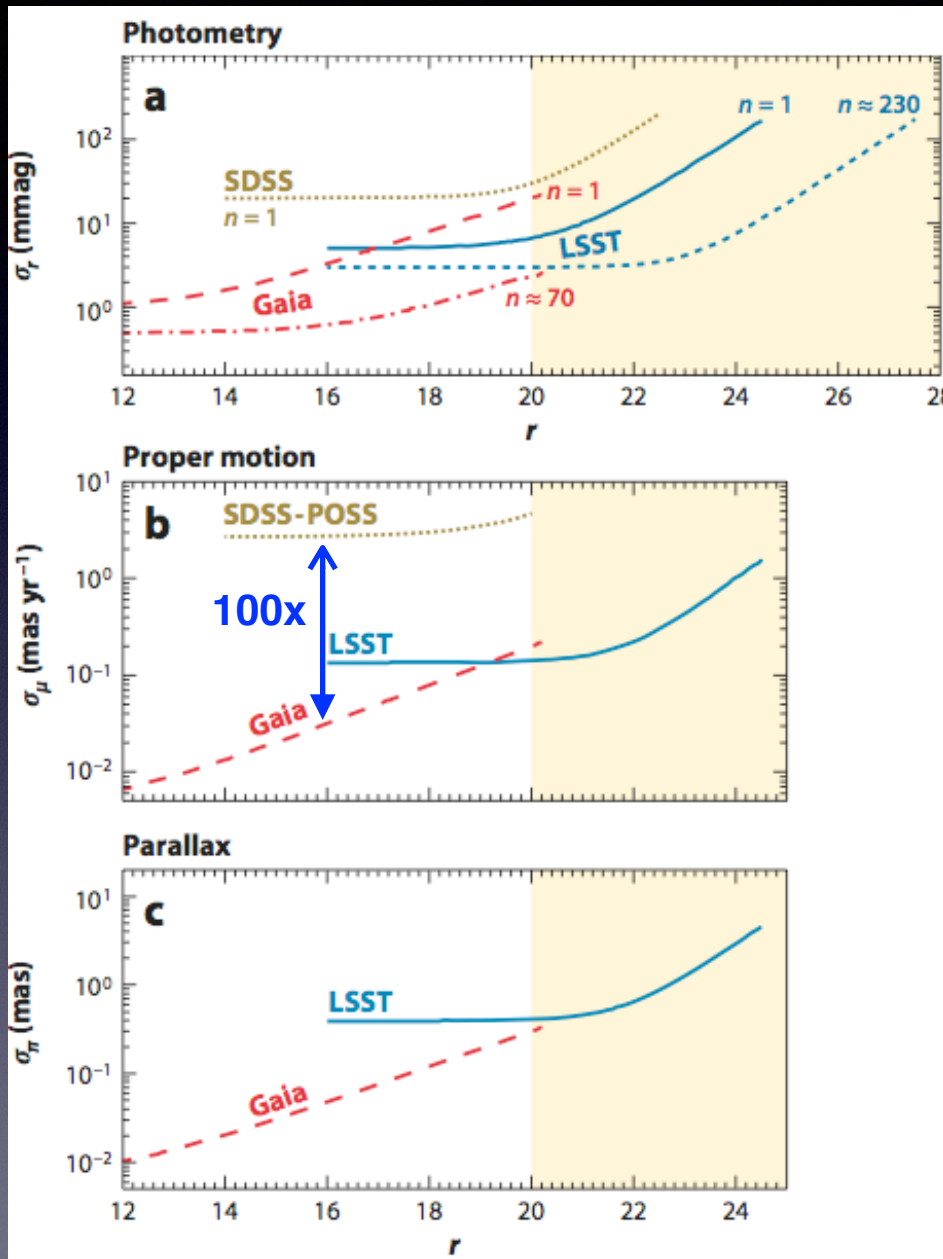 Photometry
a
n = 1
n ≈ 230
SDSS
n = 1
n = 1
LSST
Gaia
n ≈ 70
σr (mmag)
10²
10¹
10⁰
12 14 16 18 20 22 24 26 28
r
Proper motion
b
SDSS-POSS
100x
LSST
Gaia
σμ (mas yr⁻¹)
10¹
10⁰
10⁻¹
10⁻²
Parallax
c
LSST
Gaia
σπ (mas)
10¹
10⁰
10⁻¹
10⁻²
12 14 16 18 20 22 24
r